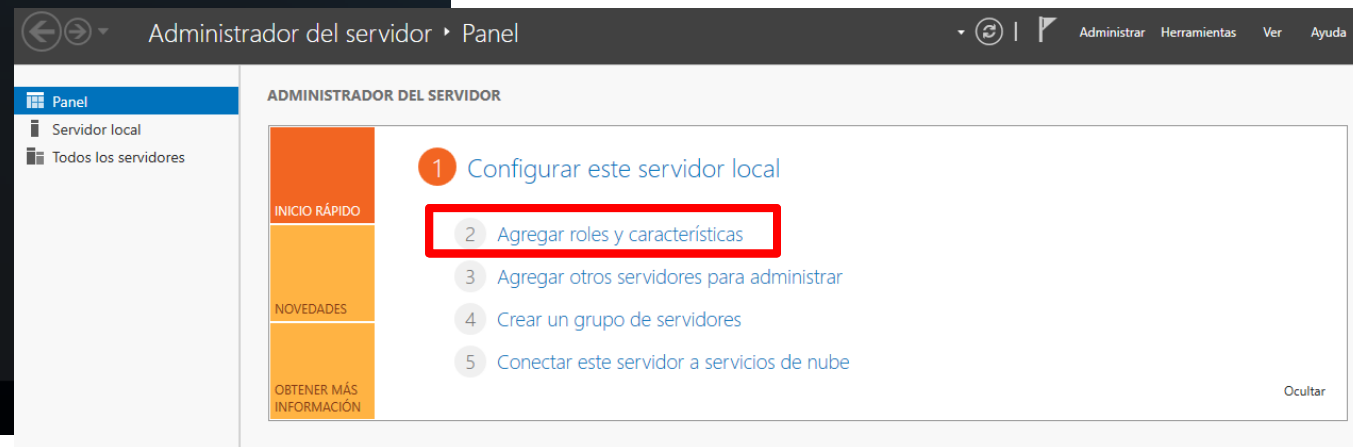 Administrador del servidor ‣ Panel
Administrar Herramientas Ver Ayuda
Panel
Servidor local
Todos los servidores
ADMINISTRADOR DEL SERVIDOR
INICIO RÁPIDO
NOVEDADES
OBTENER MÁS
INFORMACIÓN
1 Configurar este servidor local
2 Agregar roles y características
3 Agregar otros servidores para administrar
4 Crear un grupo de servidores
5 Conectar este servidor a servicios de nube
Ocultar